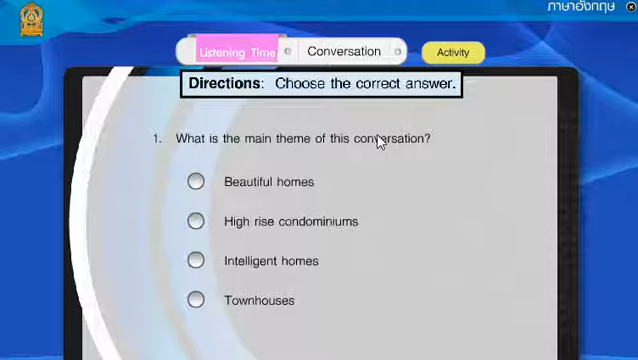 ภาษาอังกฤษ
Listening Time
Conversation
Activity
Directions: Choose the correct answer.
1. What is the main theme of this conversation?
Beautiful homes
High rise condominiums
Intelligent homes
Townhouses